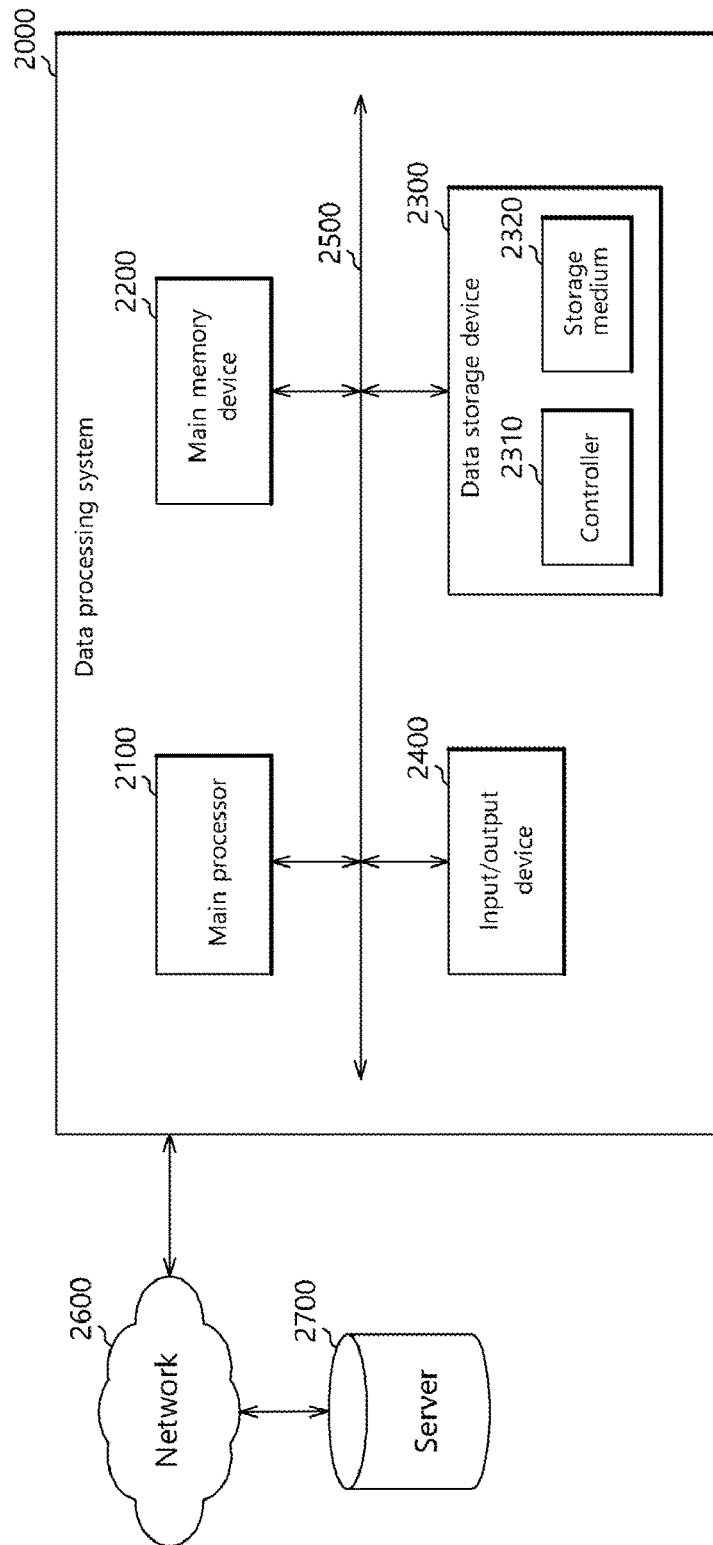 2000
Data processing system
2100
Main processor
2200
Main memory
device
2500
2400
Input/output
device
2300
Data storage device
2310
Controller
2320
Storage
medium
2600
Network
2700
Server